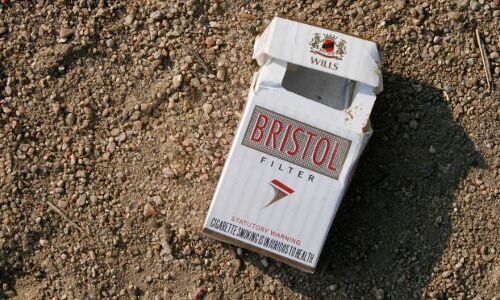 WILLS
BRISTOL
FILTER
STATUTORY WARNING
CIGARETTE SMOKING IS INJURIOUS TO HEALTH